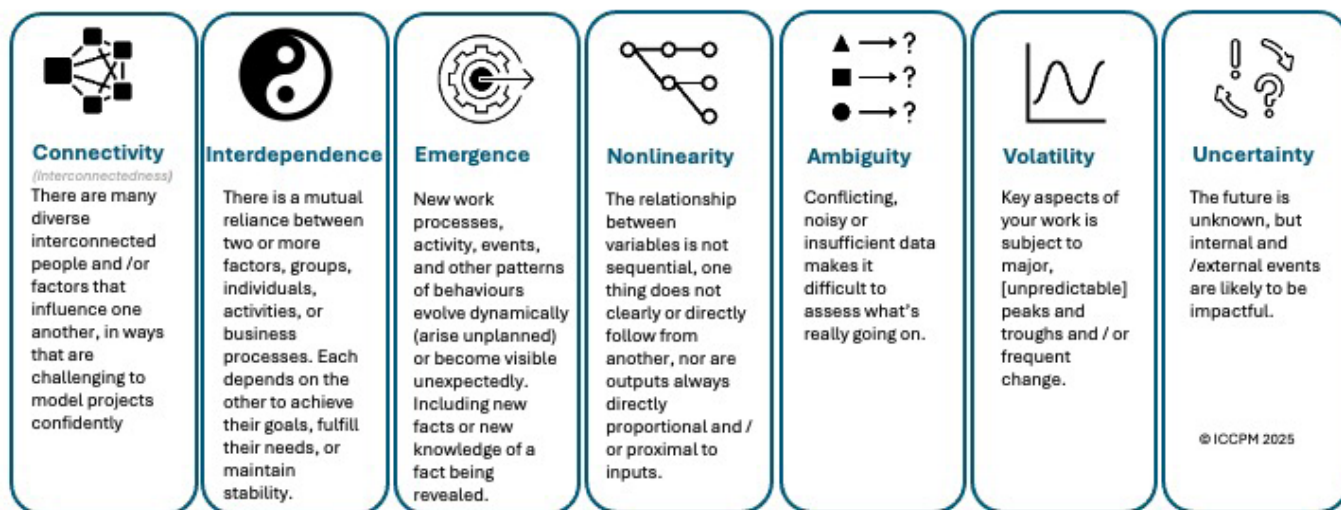 Connectivity
(Interconnectedness)
There are many
diverse
interconnected
people and /or
factors that
influence one
another, in ways
that are
challenging to
model projects
confidently
Interdependence
There is a mutual
reliance between
two or more
factors, groups,
individuals,
activities, or
business
processes. Each
depends on the
other to achieve
their goals, fulfill
their needs, or
maintain
stability.
Emergence
New work
processes,
activity, events,
and other patterns
of behaviours
evolve dynamically
(arise unplanned)
or become visible
unexpectedly.
Including new
facts or new
knowledge of a
fact being
revealed.
Nonlinearity
The relationship
between
variables is not
sequential, one
thing does not
clearly or directly
follow from
another, nor are
outputs always
directly
proportional and /
or proximal to
inputs.
?
?
?
Ambiguity
Conflicting,
noisy or
insufficient data
makes it
difficult to
assess what's
really going on.
Volatility
Key aspects of
your work is
subject to
major,
[unpredictable]
peaks and
troughs and / or
frequent
change.
! ?
Uncertainty
The future is
unknown, but
internal and
/external events
are likely to be
impactful.
© ICCPM 2025